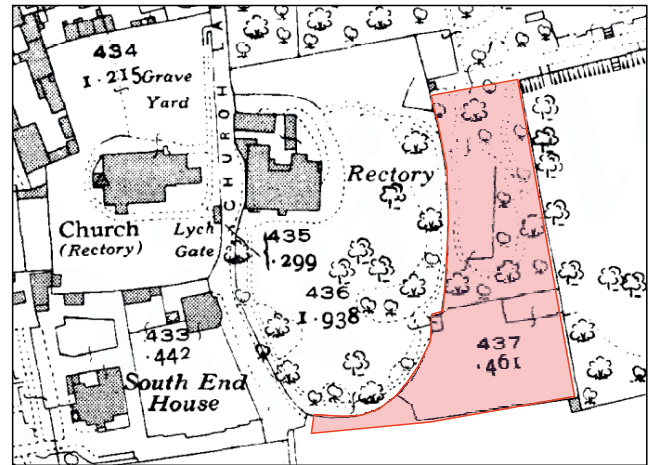 434
1.215 Grave
Yard
CHURCH LA
Rectory
Church
(Rectory)
Lych
Gate
435
.299
436
1.938
433
.442
South End
House
437
.461